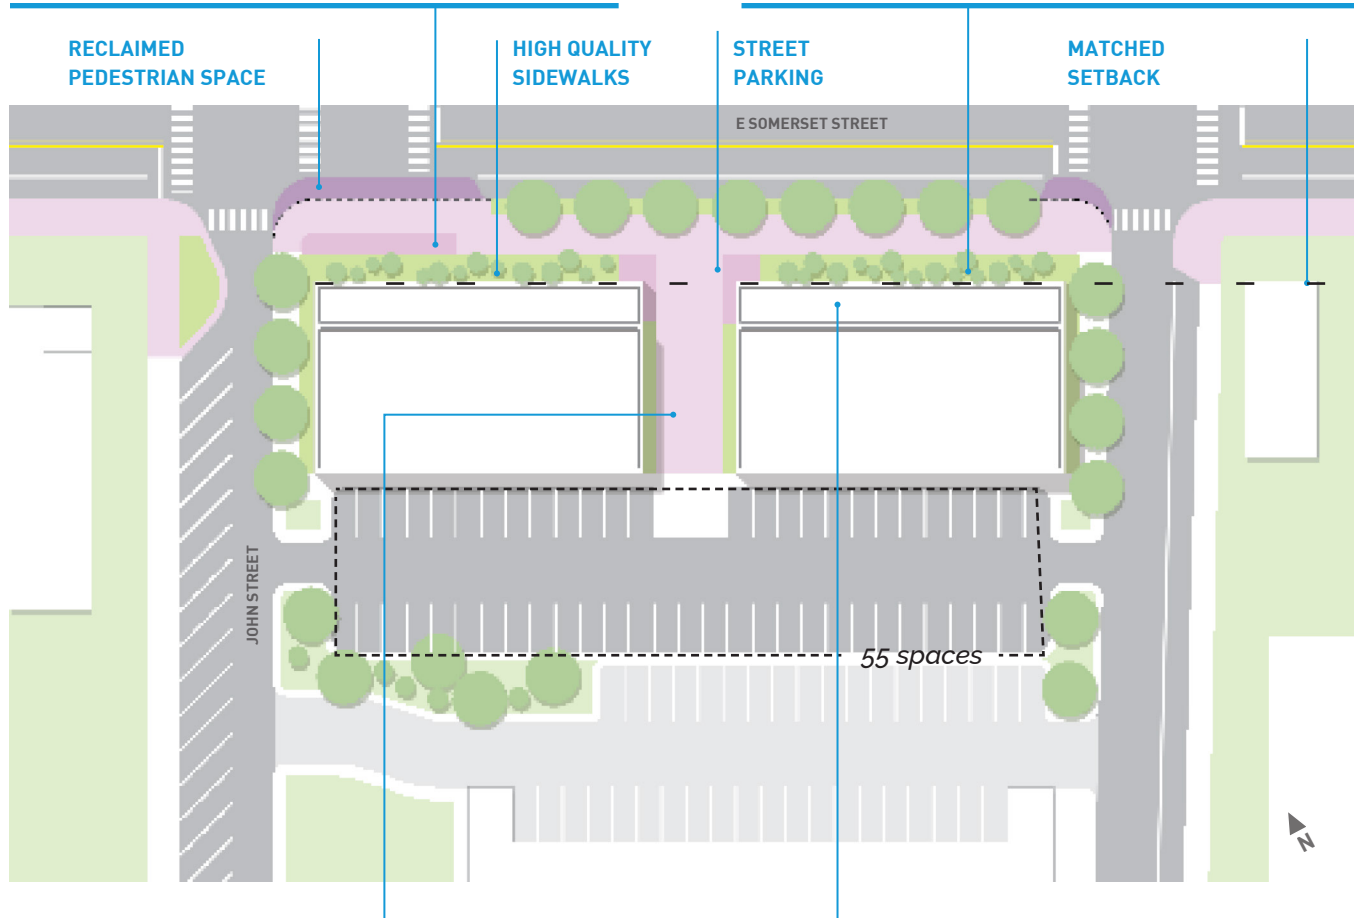 RECLAIMED
PEDESTRIAN SPACE
HIGH QUALITY
SIDEWALKS
STREET
PARKING
MATCHED
SETBACK
E SOMERSET STREET
JOHN STREET
55 spaces
N